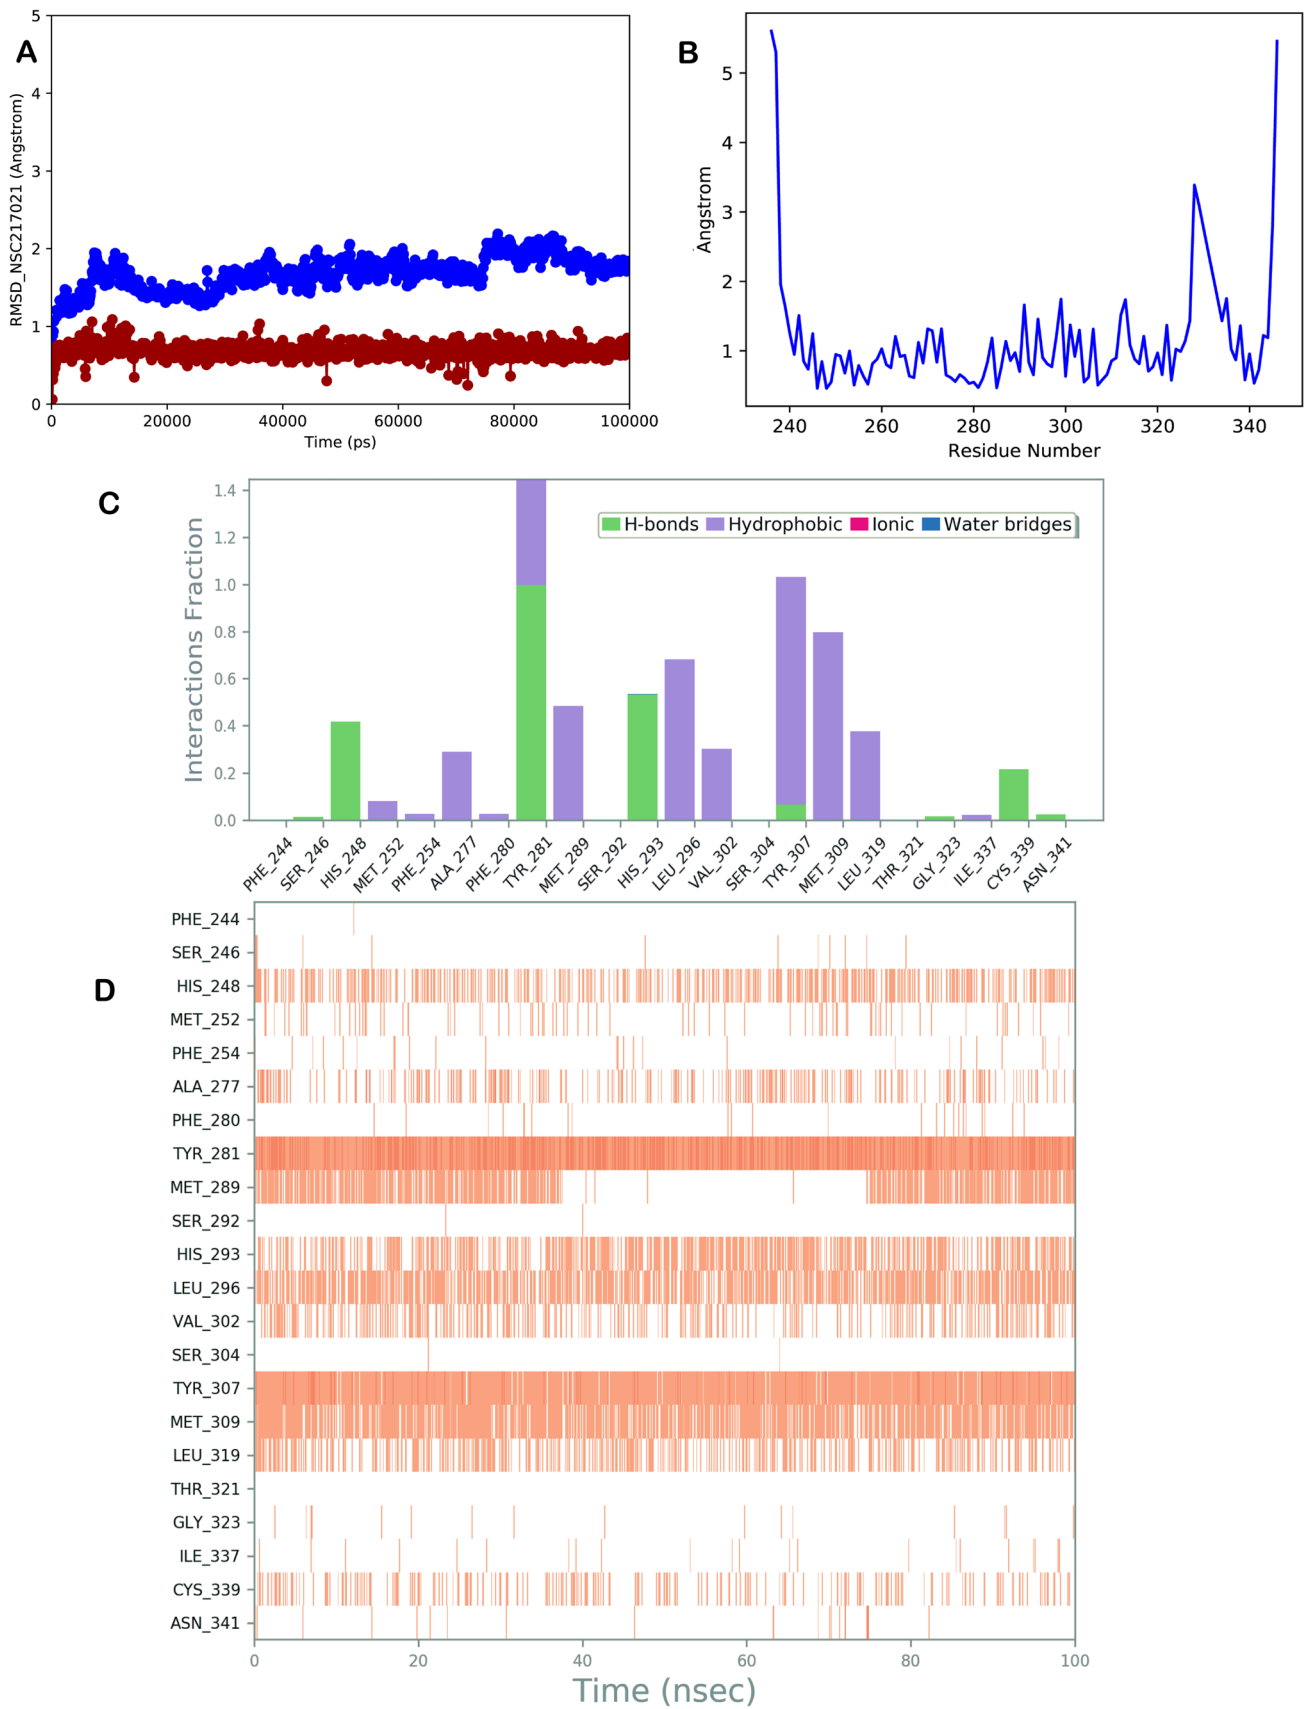 A
RMSD_NSC217021 (Angstrom)
5
4
3
2
1
0
0 20000 40000 60000 80000 100000
Time (ps)
B
Angstrom
5
4
3
2
1
240 260 280 300 320 340
Residue Number
C
Interactions Fraction
1.4
1.2
1.0
0.8
0.6
0.4
0.2
0.0
H-bonds Hydrophobic Ionic Water bridges
PHE_244 SER_246 HIS_248 MET_252 PHE_254 ALA_277 PHE_280 TYR_281 MET_289 SER_292 HIS_293 LEU_296 VAL_302 SER_304 TYR_307 MET_309 LEU_319 THR_321 GLY_323 ILE_337 CYS_339 ASN_341
D
PHE_244
SER_246
HIS_248
MET_252
PHE_254
ALA_277
PHE_280
TYR_281
MET_289
SER_292
HIS_293
LEU_296
VAL_302
SER_304
TYR_307
MET_309
LEU_319
THR_321
GLY_323
ILE_337
CYS_339
ASN_341
0 20 40 60 80 100
Time (nsec)